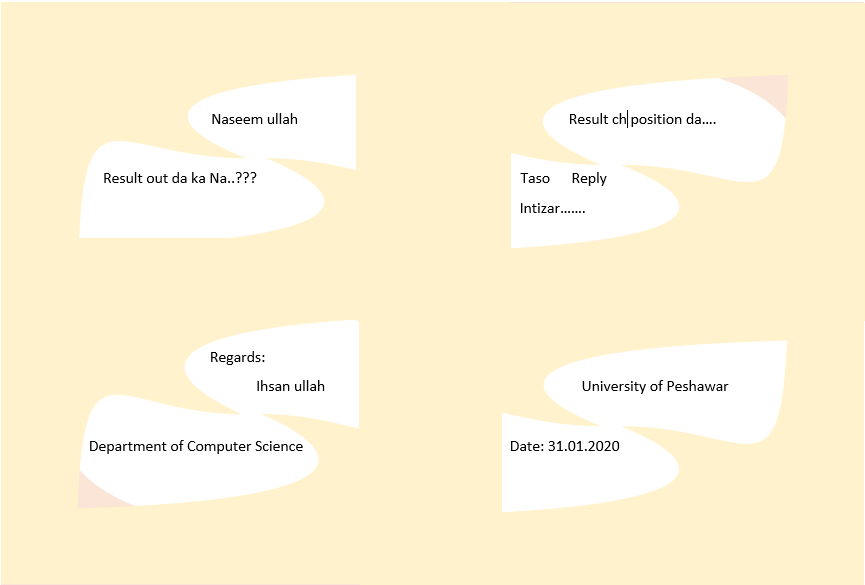 Naseem ullah
Result out da ka Na..???
Result ch position da....
Taso Reply
Intizar.......
Regards:
Ihsan ullah
Department of Computer Science
University of Peshawar
Date: 31.01.2020